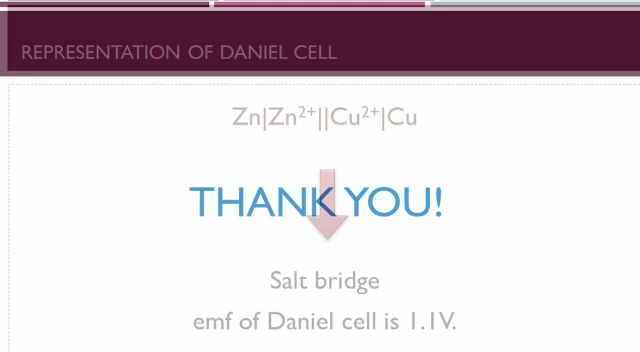 REPRESENTATION OF DANIEL CELL
Zn|Zn²⁺||Cu²⁺|Cu
THANK YOU!
Salt bridge
emf of Daniel cell is 1.1V.